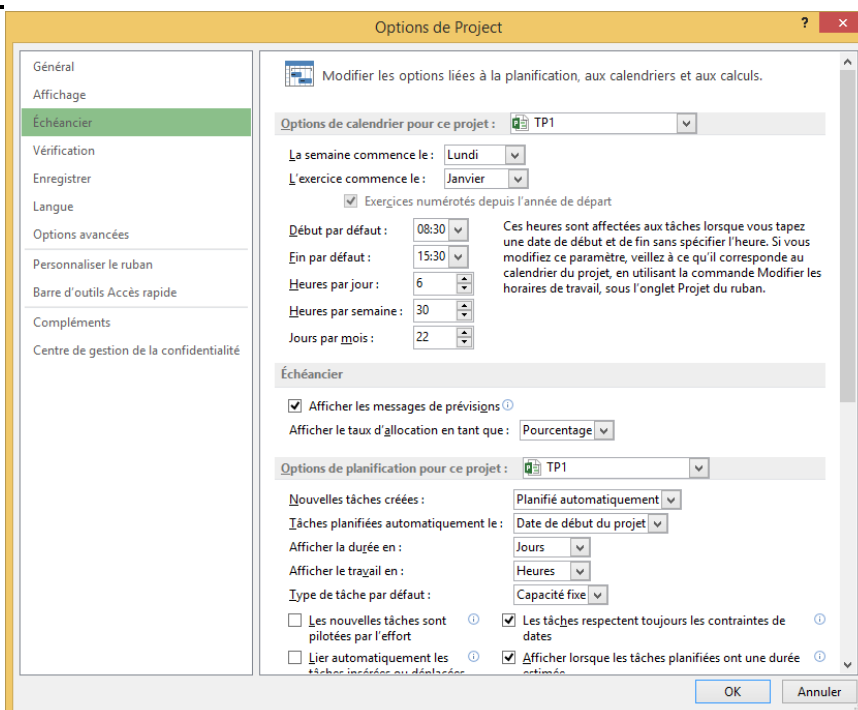 Options de Project
?
×
Général
Affichage
Échéancier
Vérification
Enregistrer
Langue
Options avancées
Personnaliser le ruban
Barre d'outils Accès rapide
Compléments
Centre de gestion de la confidentialité
Modifier les options liées à la planification, aux calendriers et aux calculs.
Options de calendrier pour ce projet : TP1
La semaine commence le : Lundi
L'exercice commence le : Janvier
Exercices numérotés depuis l'année de départ
Début par défaut : 08:30
Fin par défaut : 15:30
Heures par jour : 6
Heures par semaine : 30
Jours par mois : 22
Ces heures sont affectées aux tâches lorsque vous tapez
une date de début et de fin sans spécifier l'heure. Si vous
modifiez ce paramètre, veillez à ce qu'il corresponde au
calendrier du projet, en utilisant la commande Modifier les
horaires de travail, sous l'onglet Projet du ruban.
Échéancier
Afficher les messages de prévisions
Afficher le taux d'allocation en tant que : Pourcentage
Options de planification pour ce projet : TP1
Nouvelles tâches créées : Planifié automatiquement
Tâches planifiées automatiquement le : Date de début du projet
Afficher la durée en : Jours
Afficher le travail en : Heures
Type de tâche par défaut : Capacité fixe
Les nouvelles tâches sont
pilotées par l'effort
Les tâches respectent toujours les contraintes de
dates
Lier automatiquement les
tâches insérées ou déplacées
Afficher lorsque les tâches planifiées ont une durée
estimée
OK
Annuler